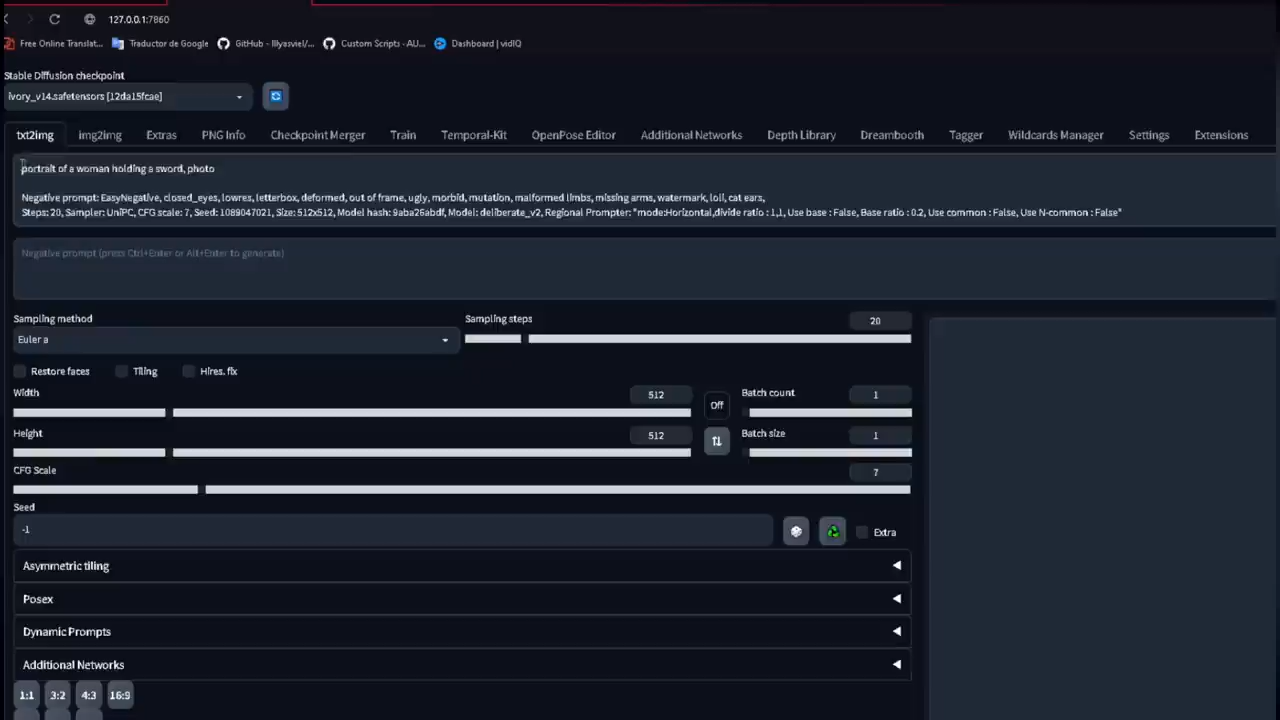 127.0.0.1:7860
Free Online Translat... Traductor de Google GitHub - lllyasviel/... Custom Scripts - AU... Dashboard | vidIQ
Stable Diffusion checkpoint
ivory_v14.safetensors [12da15fcae]
txt2img img2img Extras PNG Info Checkpoint Merger Train Temporal-Kit OpenPose Editor Additional Networks Depth Library Dreambooth Tagger Wildcards Manager Settings Extensions
portrait of a woman holding a sword, photo
Negative prompt: EasyNegative, closed_eyes, lowres, letterbox, deformed, out of frame, ugly, morbid, mutation, malformed limbs, missing arms, watermark, loli, cat ears,
Steps: 20, Sampler: UniPC, CFG scale: 7, Seed: 1089047021, Size: 512x512, Model hash: 9aba26abdf, Model: deliberate_v2, Regional Prompter: "mode:Horizontal,divide ratio : 1,1, Use base : False, Base ratio : 0.2, Use common : False, Use N-common : False"
Negative prompt (press Ctrl+Enter or Alt+Enter to generate)
Sampling method
Sampling steps
20
Euler a
Restore faces Tiling Hires. fix
Width
512
Off
Batch count
1
Height
512
Batch size
1
CFG Scale
7
Seed
-1
Extra
Asymmetric tiling
Posex
Dynamic Prompts
Additional Networks
1:1 3:2 4:3 16:9